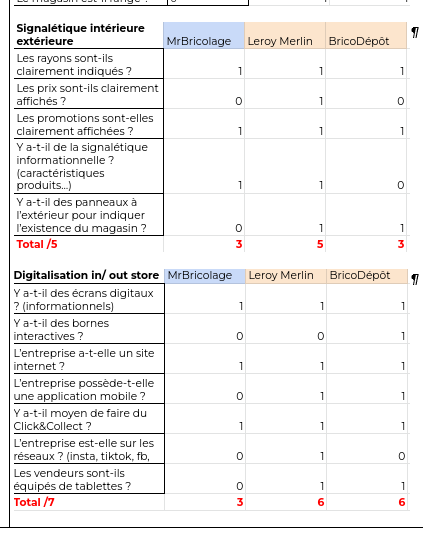 Signalétique intérieure
extérieure MrBricolage Leroy Merlin BricoDépôt ¶
Les rayons sont-ils
clairement indiqués ? 1 1 1
Les prix sont-ils clairement
affichés ? 0 1 0
Les promotions sont-elles
clairement affichées ? 1 1 1
Y a-t-il de la signalétique
informationnelle ?
(caractéristiques
produits...) 1 1 0
Y a-t-il des panneaux à
l'extérieur pour indiquer
l'existence du magasin ? 0 1 1
Total /5 3 5 3
Digitalisation in/ out store MrBricolage Leroy Merlin BricoDépôt ¶
Y a-t-il des écrans digitaux
? (informationnels) 1 1 1
Y a-t-il des bornes
interactives ? 0 0 1
L'entreprise a-t-elle un site
internet ? 1 1 1
L'entreprise possède-t-elle
une application mobile ? 0 1 1
Y a-t-il moyen de faire du
Click&Collect ? 1 1 1
L'entreprise est-elle sur les
réseaux ? (insta, tiktok, fb, 0 1 0
Les vendeurs sont-ils
équipés de tablettes ? 0 1 1
Total /7 3 6 6